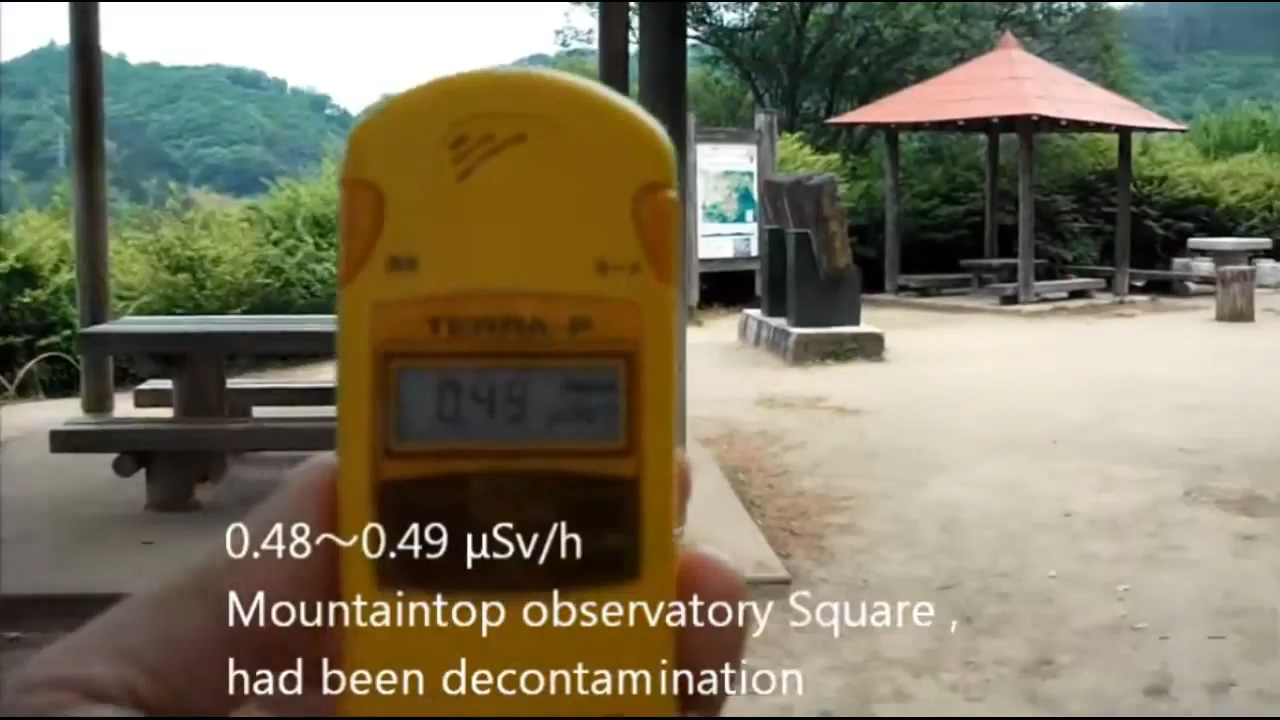 TERRA-P
0.49
0.48～0.49 μSv/h
Mountaintop observatory Square ,
had been decontamination